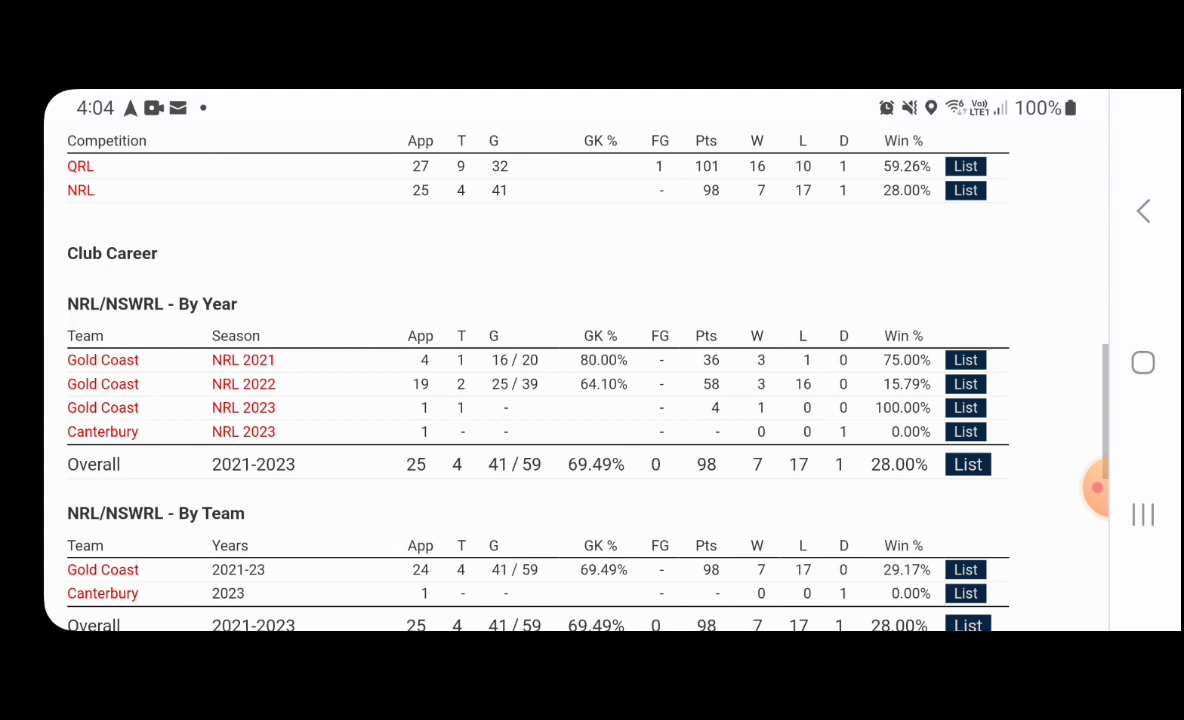 4:04 100%
Competition App T G GK % FG Pts W L D Win %
QRL 27 9 32 1 101 16 10 1 59.26% List
NRL 25 4 41 - 98 7 17 1 28.00% List
Club Career
NRL/NSWRL - By Year
Team Season App T G GK % FG Pts W L D Win %
Gold Coast NRL 2021 4 1 16 / 20 80.00% - 36 3 1 0 75.00% List
Gold Coast NRL 2022 19 2 25 / 39 64.10% - 58 3 16 0 15.79% List
Gold Coast NRL 2023 1 1 - - 4 1 0 0 100.00% List
Canterbury NRL 2023 1 - - - - 0 0 1 0.00% List
Overall 2021-2023 25 4 41 / 59 69.49% 0 98 7 17 1 28.00% List
NRL/NSWRL - By Team
Team Years App T G GK % FG Pts W L D Win %
Gold Coast 2021-23 24 4 41 / 59 69.49% - 98 7 17 0 29.17% List
Canterbury 2023 1 - - - - 0 0 1 0.00% List
Overall 2021-2023 25 4 41 / 59 69.49% 0 98 7 17 1 28.00% List